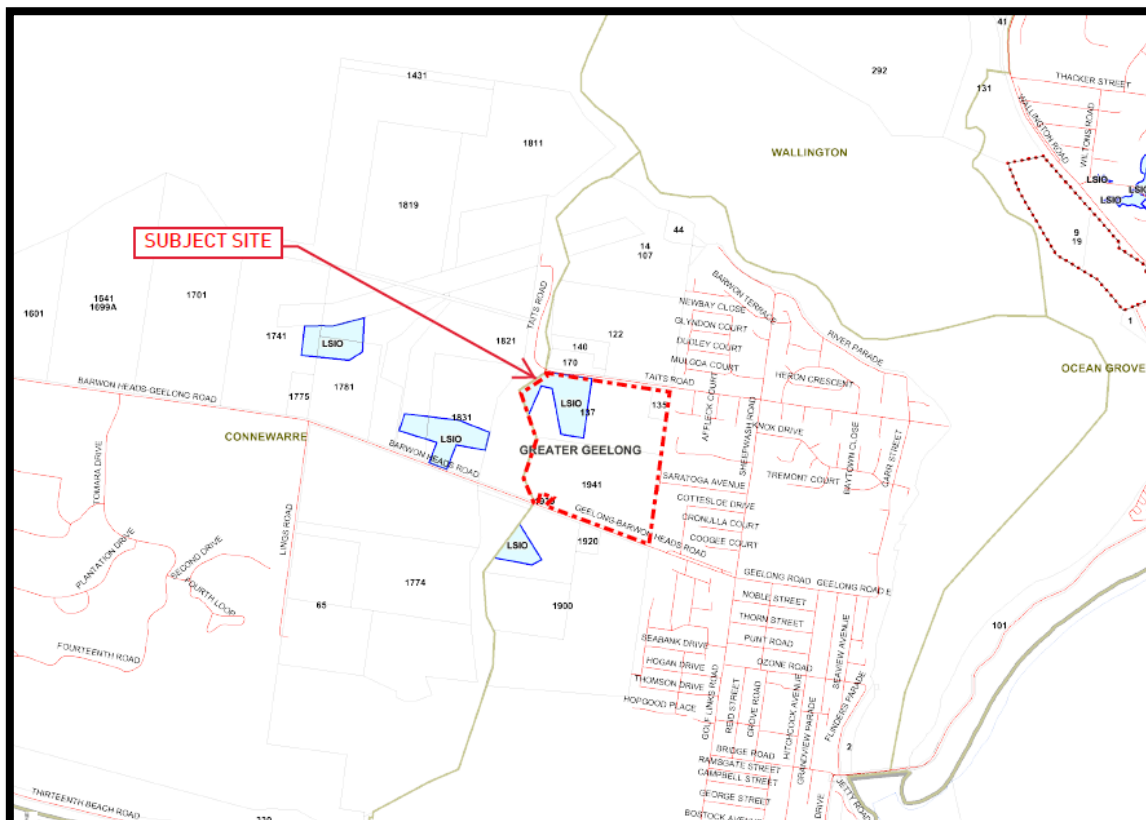 41
THACKER STREET
1431
292
131
WALLINGTON ROAD
WILTONS ROAD
1811
WALLINGTON
LSIO
LSIO
LSIO
1819
SUBJECT SITE
44
14
107
9
19
BARWON TERRACE
1641
1699A
1701
1601
TAITS ROAD
NEWBAY CLOSE
GLYNDON COURT
DUDLEY COURT
MULGA COURT
RIVER PARADE
1
1741
LSIO
1821
122
140
170
HERON CRESCENT
OCEAN GROVE
TAITS ROAD
BARWON HEADS-GEELONG ROAD
1781
1775
1831
LSIO
LSIO
137
135
AFFLECK COURT
SHEEPWASH ROAD
KNOX DRIVE
BAYTOWN CLOSE
CARR STREET
CONNEWARRE
BARWON HEADS ROAD
GREATER GEELONG
TREMONT COURT
TOMARA DRIVE
1941
SARATOGA AVENUE
COTTESLOE DRIVE
CRONULLA COURT
COOGEE COURT
LINGS ROAD
GEELONG-BARWON HEADS ROAD
LSIO
1920
PLANTATION DRIVE
SECOND DRIVE
FOURTH LOOP
1774
GEELONG ROAD
GEELONG ROAD E
NOBLE STREET
THORN STREET
PUNT ROAD
OZONE ROAD
65
1900
101
FOURTEENTH ROAD
SEABANK DRIVE
HOGAN DRIVE
THOMSON DRIVE
HOPGOOD PLACE
GOLF LINKS ROAD
REID STREET
GROVE ROAD
HITCHCOCK AVENUE
GRANDVIEW PARADE
SEAVIEW AVENUE
FLINDERS PARADE
2
BRIDGE ROAD
RAMSGATE STREET
CAMPBELL STREET
GEORGE STREET
BOSTOCK AVENUE
DRIVE
JETTY ROAD
THIRTEENTH BEACH ROAD